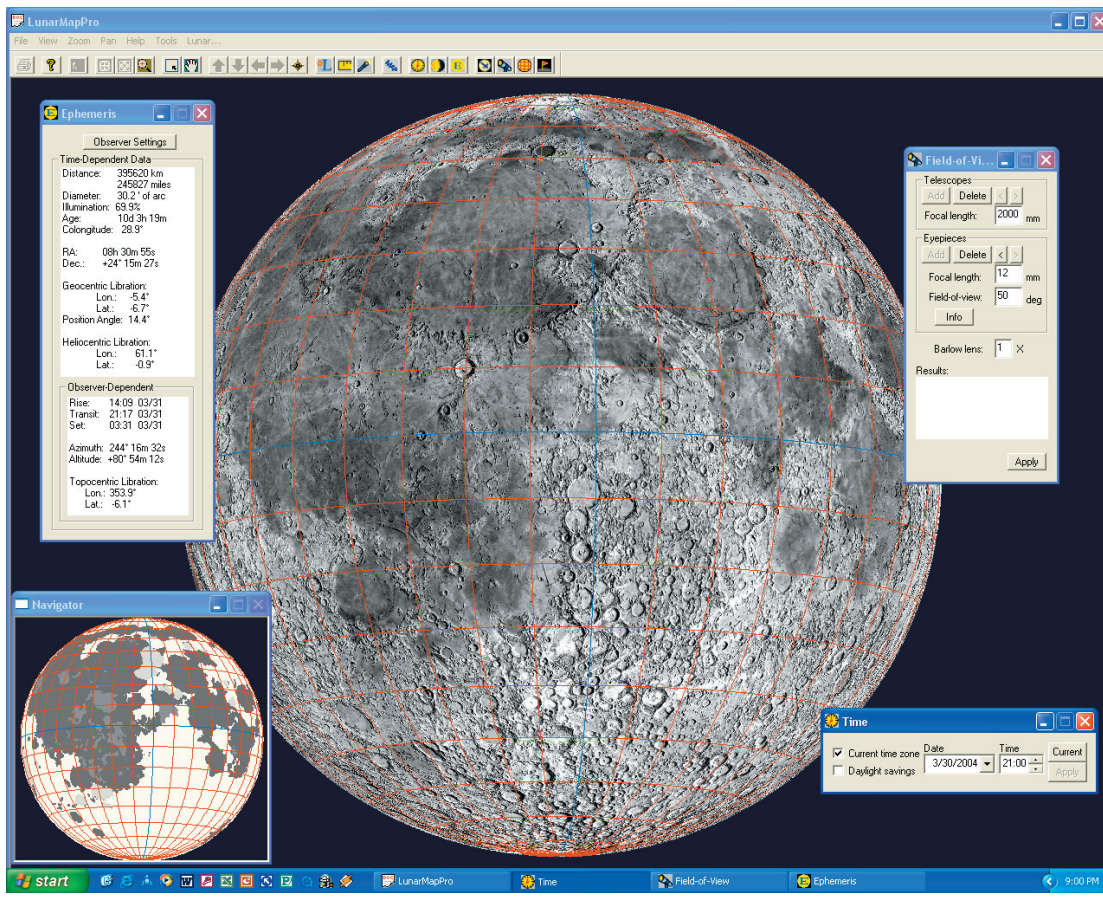 LunarMapPro
File View Zoom Pan Help Tools Lunar...
Ephemeris
Observer Settings
Time-Dependent Data
Distance: 395620 km
245827 miles
Diameter: 30.2 ' of arc
Illumination: 69.9%
Age: 10d 3h 19m
Colongitude: 28.9°
RA: 08h 30m 55s
Dec.: +24° 15m 27s
Geocentric Libration:
Lon.: -5.4°
Lat.: -6.7°
Position Angle: 14.4°
Heliocentric Libration:
Lon.: 61.1°
Lat.: -0.9°
Observer-Dependent
Rise: 14:09 03/31
Transit: 21:17 03/31
Set: 03:31 03/31
Azimuth: 244° 16m 32s
Altitude: +80° 54m 12s
Topocentric Libration:
Lon.: 353.9°
Lat.: -6.1°
Field-of-Vi...
Telescopes
Add Delete < >
Focal length: 2000 mm
Eyepieces
Add Delete < >
Focal length: 12 mm
Field-of-view: 50 deg
Info
Barlow lens: 1 X
Results:
Apply
Navigator
Time
Current time zone Date Time Current
3/30/2004 21:00
Daylight savings Apply
start LunarMapPro Time Field-of-View Ephemeris 9:00 PM